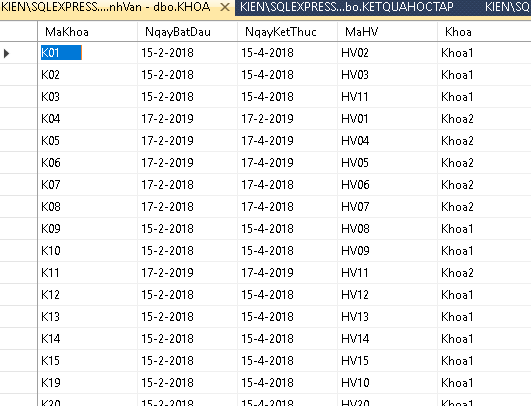 KIEN\SQLEXPRESS....nhVan - dbo.KHOA KIEN\SQLEXPRESS...bo.KETQUAHOCTAP KIEN\SQ
MaKhoa NgayBatDau NgayKetThuc MaHV Khoa
K01 15-2-2018 15-4-2018 HV02 Khoa1
K02 15-2-2018 15-4-2018 HV03 Khoa1
K03 15-2-2018 15-4-2018 HV11 Khoa1
K04 17-2-2019 17-2-2019 HV01 Khoa2
K05 17-2-2019 17-4-2019 HV04 Khoa2
K06 17-2-2019 17-4-2019 HV05 Khoa2
K07 17-2-2019 17-4-2018 HV06 Khoa2
K08 17-2-2019 17-4-2018 HV07 Khoa2
K09 15-2-2018 15-4-2018 HV08 Khoa1
K10 15-2-2018 15-4-2018 HV09 Khoa1
K11 17-2-2019 17-4-2019 HV11 Khoa2
K12 15-2-2018 15-4-2018 HV12 Khoa1
K13 15-2-2018 15-4-2018 HV13 Khoa1
K14 15-2-2018 15-4-2018 HV14 Khoa1
K15 15-2-2018 15-4-2018 HV15 Khoa1
K19 15-2-2018 15-4-2018 HV10 Khoa1
K20 15-2-2018 15-4-2018 HV20 Khoa1